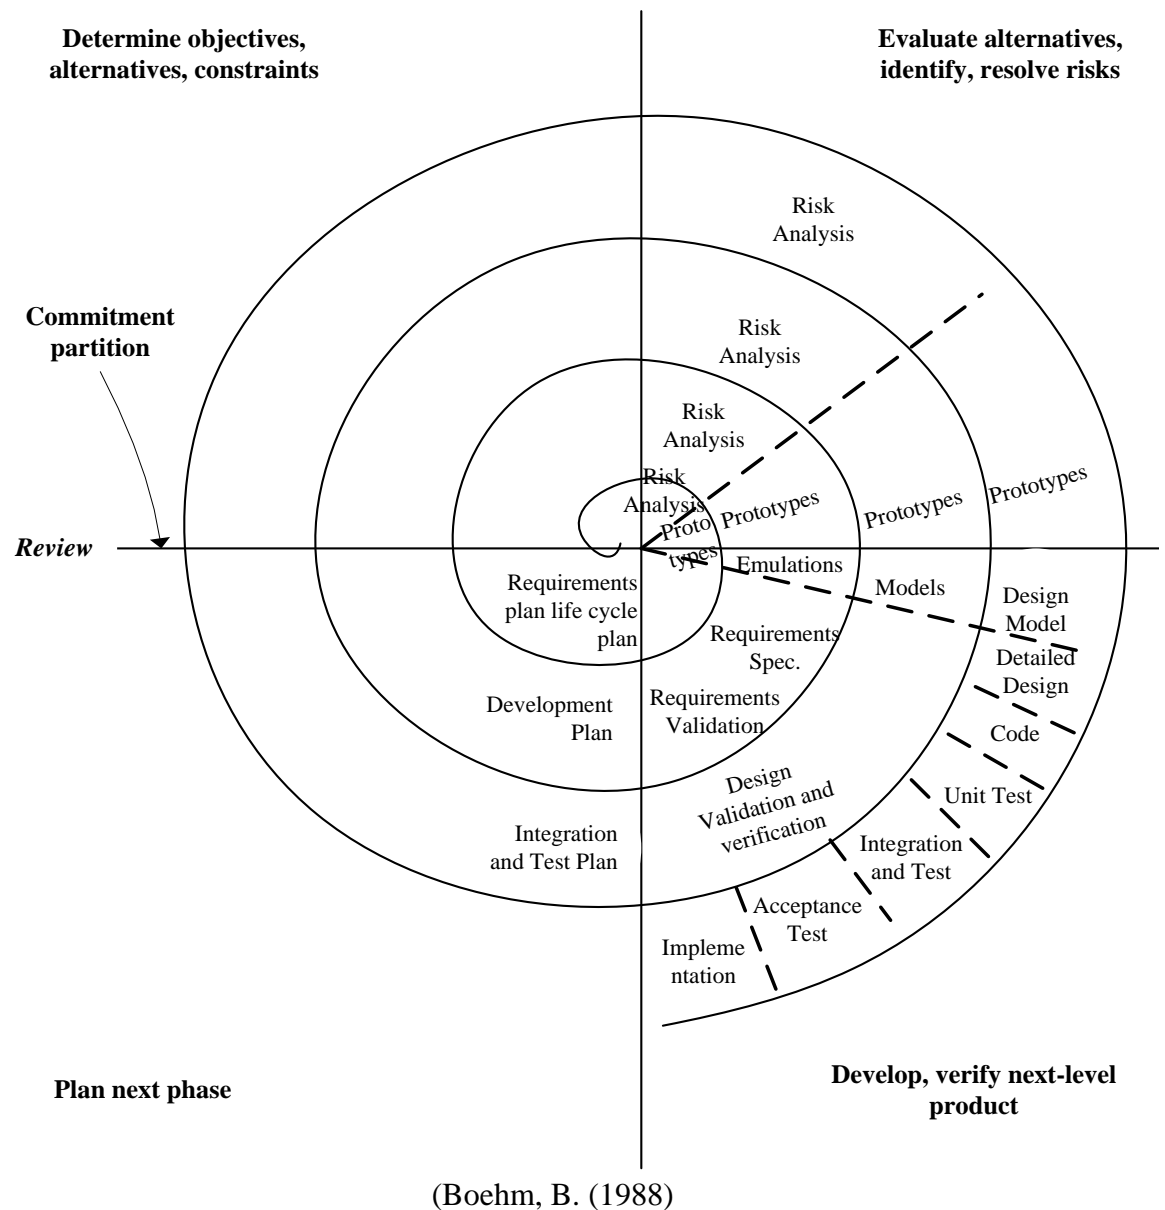 Determine objectives,
alternatives, constraints
Evaluate alternatives,
identify, resolve risks
Risk
Analysis
Commitment
partition
Risk
Analysis
Risk
Analysis
Risk
Analysis
Proto
types
Prototypes
Prototypes
Prototypes
Review
Emulations
Models
Design
Model
Requirements
plan life cycle
plan
Requirements
Spec.
Detailed
Design
Development
Plan
Requirements
Validation
Code
Design
Validation and
verification
Unit Test
Integration
and Test Plan
Integration
and Test
Acceptance
Test
Impleme
ntation
Plan next phase
Develop, verify next-level
product
(Boehm, B. (1988)